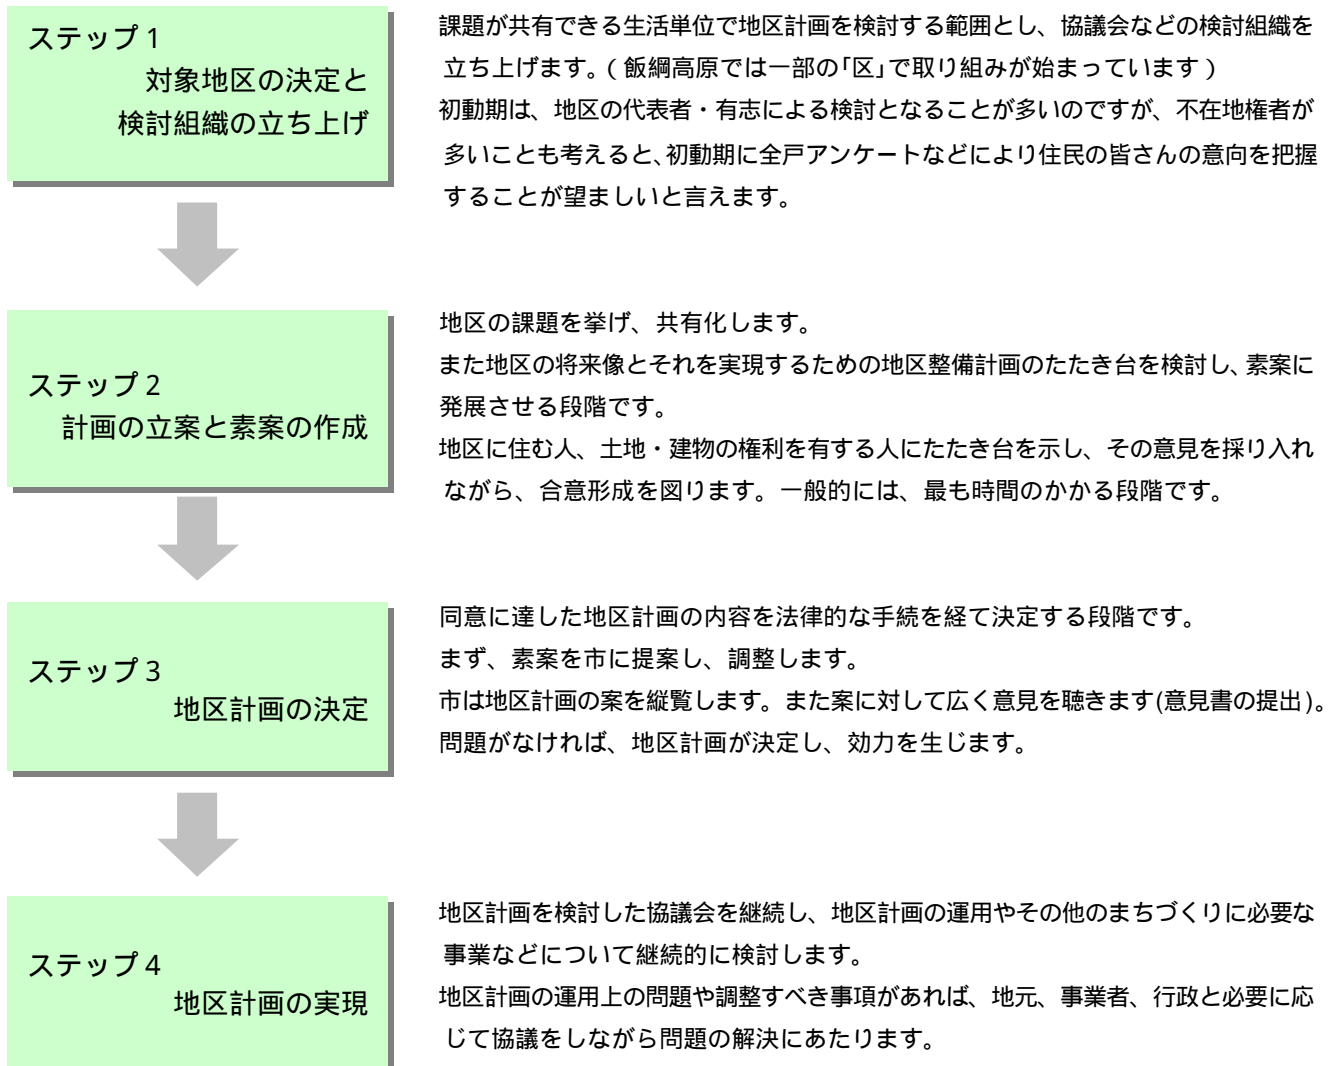 ステップ1
対象地区の決定と
検討組織の立ち上げ
課題が共有できる生活単位で地区計画を検討する範囲とし、協議会などの検討組織を
立ち上げます。(飯綱高原では一部の「区」で取り組みが始まっています)
初動期は、地区の代表者・有志による検討となることが多いのですが、不在地権者が
多いことも考えると、初動期に全戸アンケートなどにより住民の皆さんの意向を把握
することが望ましいと言えます。
ステップ2
計画の立案と素案の作成
地区の課題を挙げ、共有化します。
また地区の将来像とそれを実現するための地区整備計画のたたき台を検討し、素案に
発展させる段階です。
地区に住む人、土地・建物の権利を有する人にたたき台を示し、その意見を採り入れ
ながら、合意形成を図ります。一般的には、最も時間のかかる段階です。
ステップ3
地区計画の決定
同意に達した地区計画の内容を法律的な手続を経て決定する段階です。
まず、素案を市に提案し、調整します。
市は地区計画の案を縦覧します。また案に対して広く意見を聴きます(意見書の提出)。
問題がなければ、地区計画が決定し、効力を生じます。
ステップ4
地区計画の実現
地区計画を検討した協議会を継続し、地区計画の運用やその他のまちづくりに必要な
事業などについて継続的に検討します。
地区計画の運用上の問題や調整すべき事項があれば、地元、事業者、行政と必要に応
じて協議をしながら問題の解決にあたります。